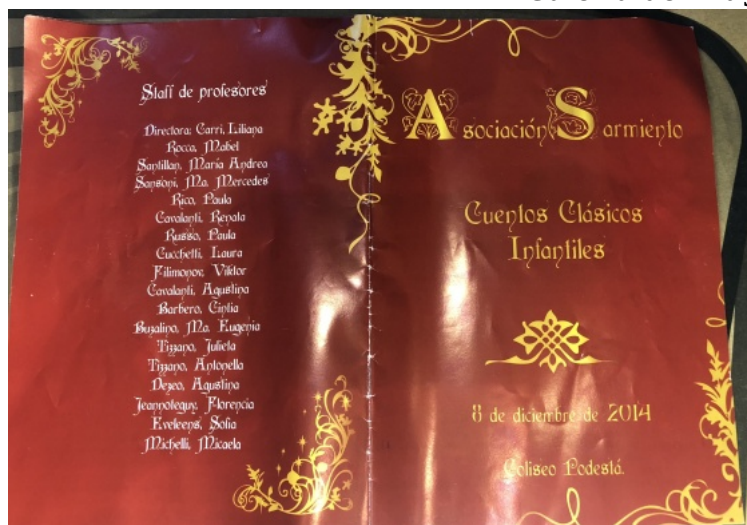 Staff de profesores
Directora: Carri, Liliana
Rocca, Mabel
Santillan, María Andrea
Sansoni, Ma. Mercedes
Rico, Paula
Cavalanti, Renata
Russo, Paula
Cucchetti, Laura
Filimonov, Viktor
Cavalanti, Agustina
Barbero, Cintia
Buzalino, Ma. Eugenia
Tizzano, Julieta
Tizzano, Antonella
Dezeo, Agustina
Jeannoteguy, Florencia
Eveleens, Sofia
Michelli, Micaela
Asociación Sarmiento
Cuentos Clásicos
Infantiles
8 de diciembre de 2014
Coliseo Podestá.